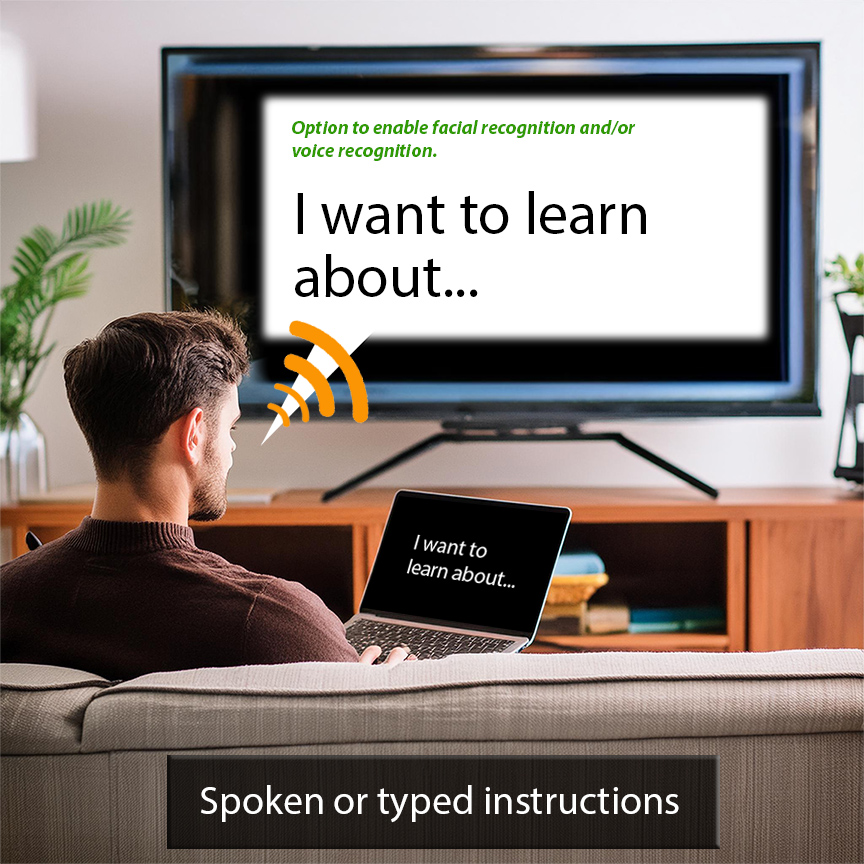 Option to enable facial recognition and/or
voice recognition.
I want to learn
about...
I want to
learn about...
Spoken or typed instructions